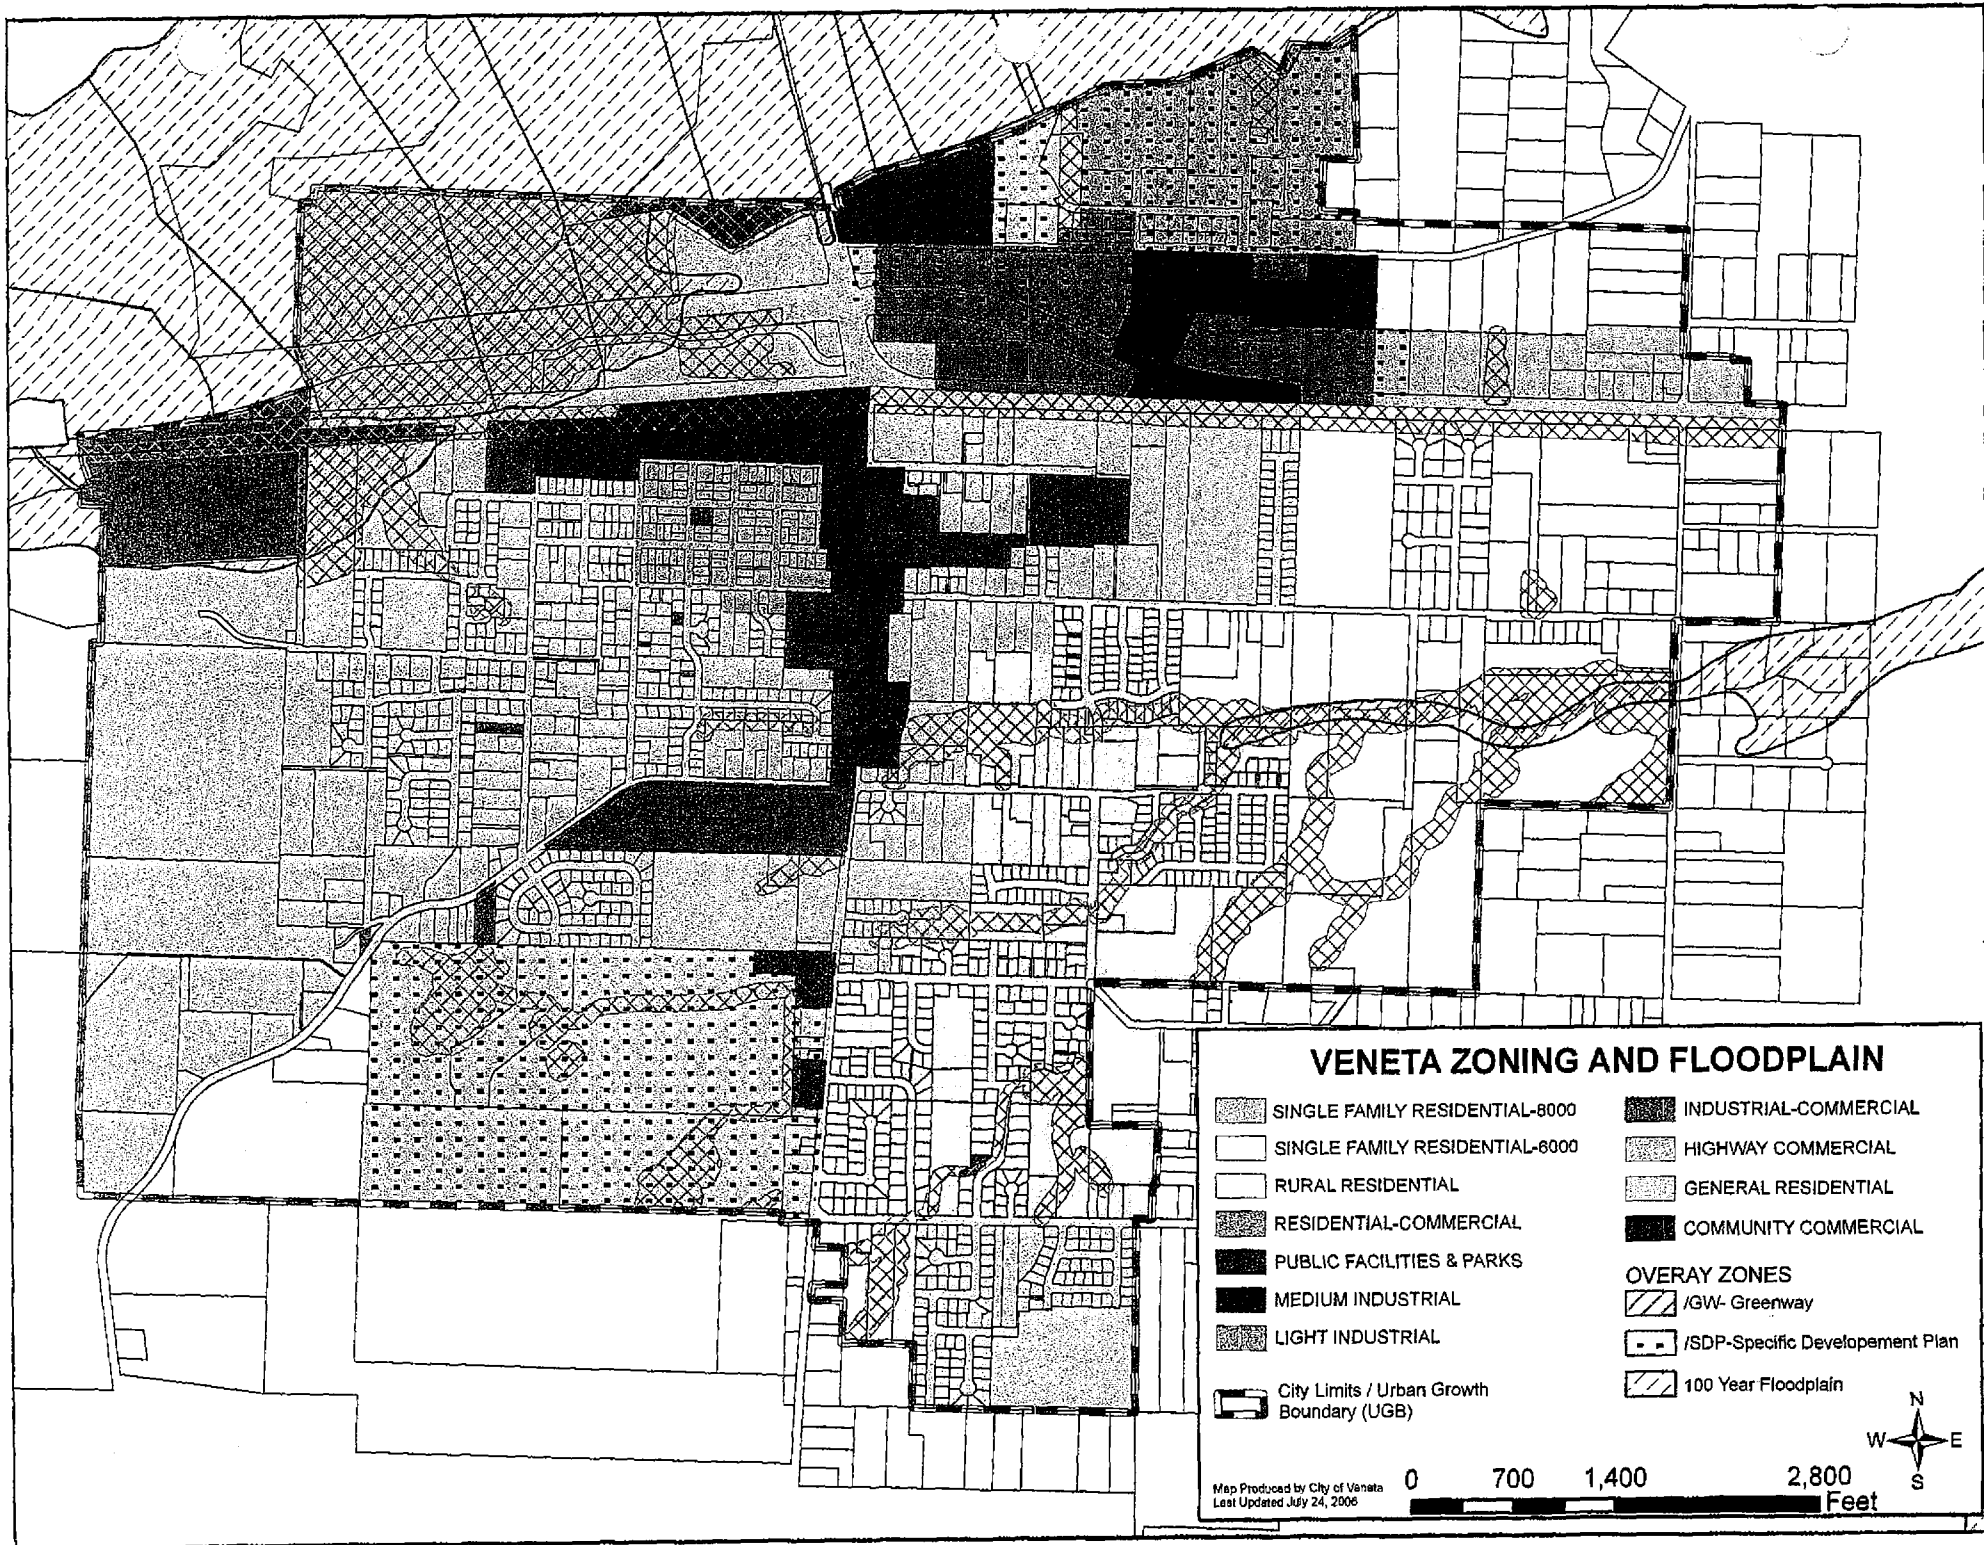 VENETA ZONING AND FLOODPLAIN
SINGLE FAMILY RESIDENTIAL-8000
SINGLE FAMILY RESIDENTIAL-6000
RURAL RESIDENTIAL
RESIDENTIAL-COMMERCIAL
PUBLIC FACILITIES & PARKS
MEDIUM INDUSTRIAL
LIGHT INDUSTRIAL
City Limits / Urban Growth
Boundary (UGB)
INDUSTRIAL-COMMERCIAL
HIGHWAY COMMERCIAL
GENERAL RESIDENTIAL
COMMUNITY COMMERCIAL
OVERAY ZONES
/GW- Greenway
/SDP-Specific Developement Plan
100 Year Floodplain
N
W E
S
Map Produced by City of Veneta
Last Updated July 24, 2006
0 700 1,400 2,800
Feet